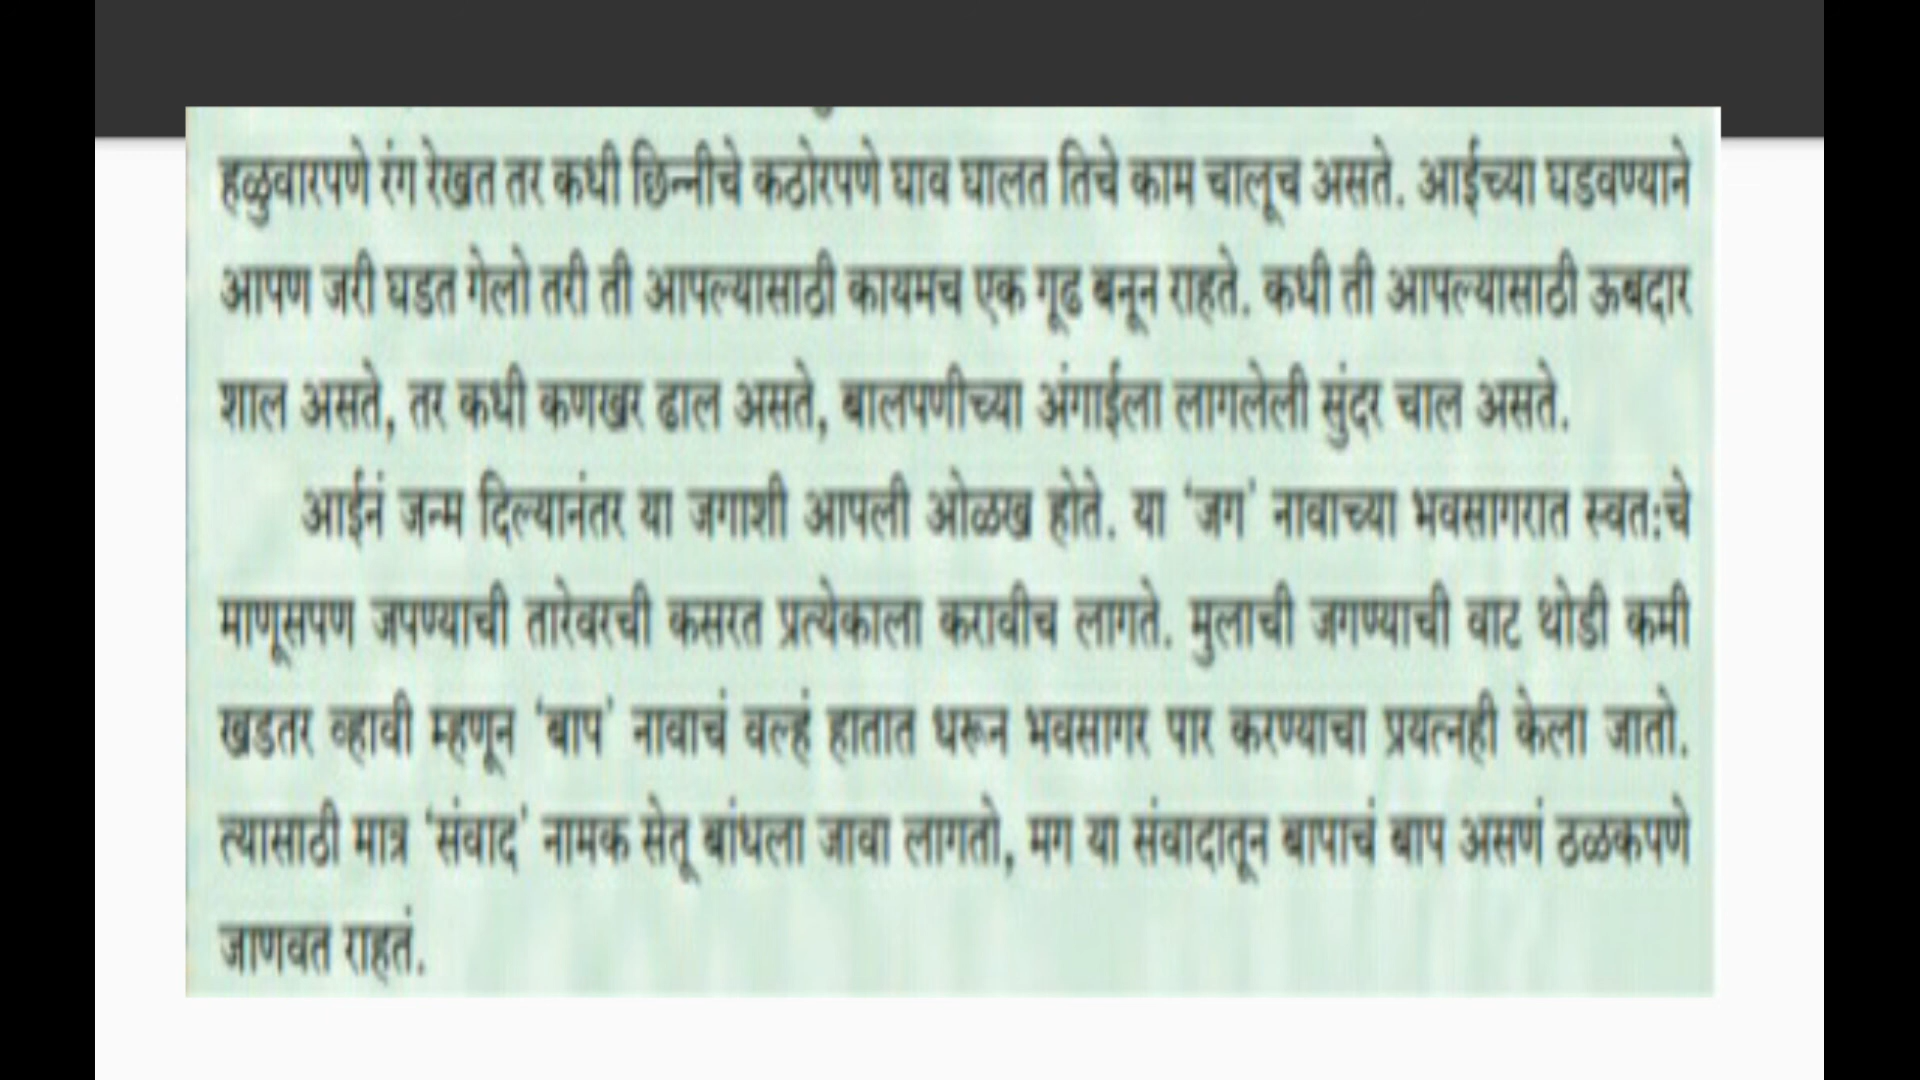 हळुवारपणे रंग रेखत तर कधी छिन्नीचे कठोरपणे घाव घालत तिचे काम चालूच असते. आईच्या घडवण्याने
आपण जरी घडत गेलो तरी ती आपल्यासाठी कायमच एक गूढ बनून राहते. कधी ती आपल्यासाठी ऊबदार
शाल असते, तर कधी कणखर ढाल असते, बालपणीच्या अंगाईला लागलेली सुंदर चाल असते.
आईनं जन्म दिल्यानंतर या जगाशी आपली ओळख होते. या ‘जग’ नावाच्या भवसागरात स्वतःचे
माणूसपण जपण्याची तारेवरची कसरत प्रत्येकाला करावीच लागते. मुलाची जगण्याची वाट थोडी कमी
खडतर व्हावी म्हणून ‘बाप’ नावाचं वल्हं हातात धरून भवसागर पार करण्याचा प्रयत्नही केला जातो.
त्यासाठी मात्र ‘संवाद’ नामक सेतू बांधला जावा लागतो, मग या संवादातून बापाचं बाप असणं ठळकपणे
जाणवत राहतं.